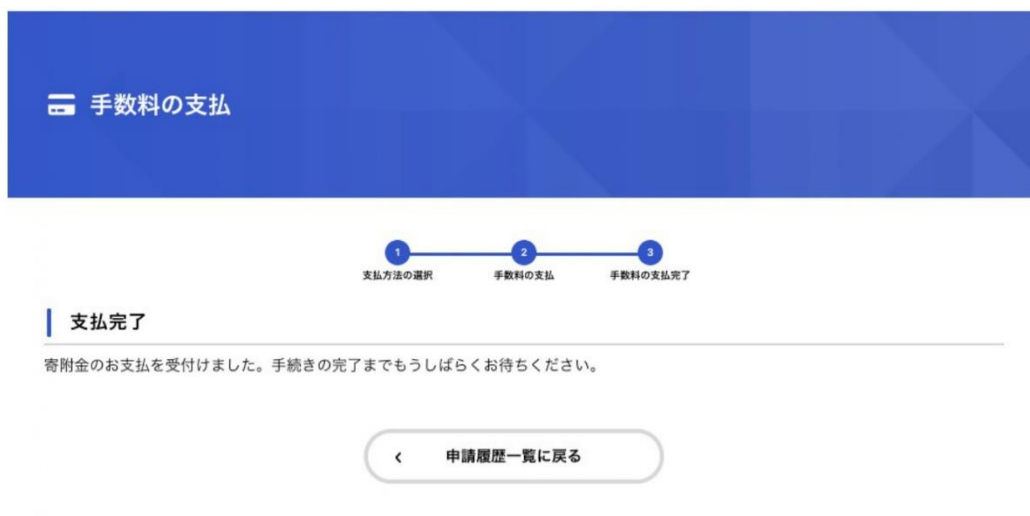 手数料の支払
1
2
3
支払方法の選択
手数料の支払
手数料の支払完了
支払完了
寄附金のお支払を受付けました。手続きの完了までもうしばらくお待ちください。
< 申請履歴一覧に戻る